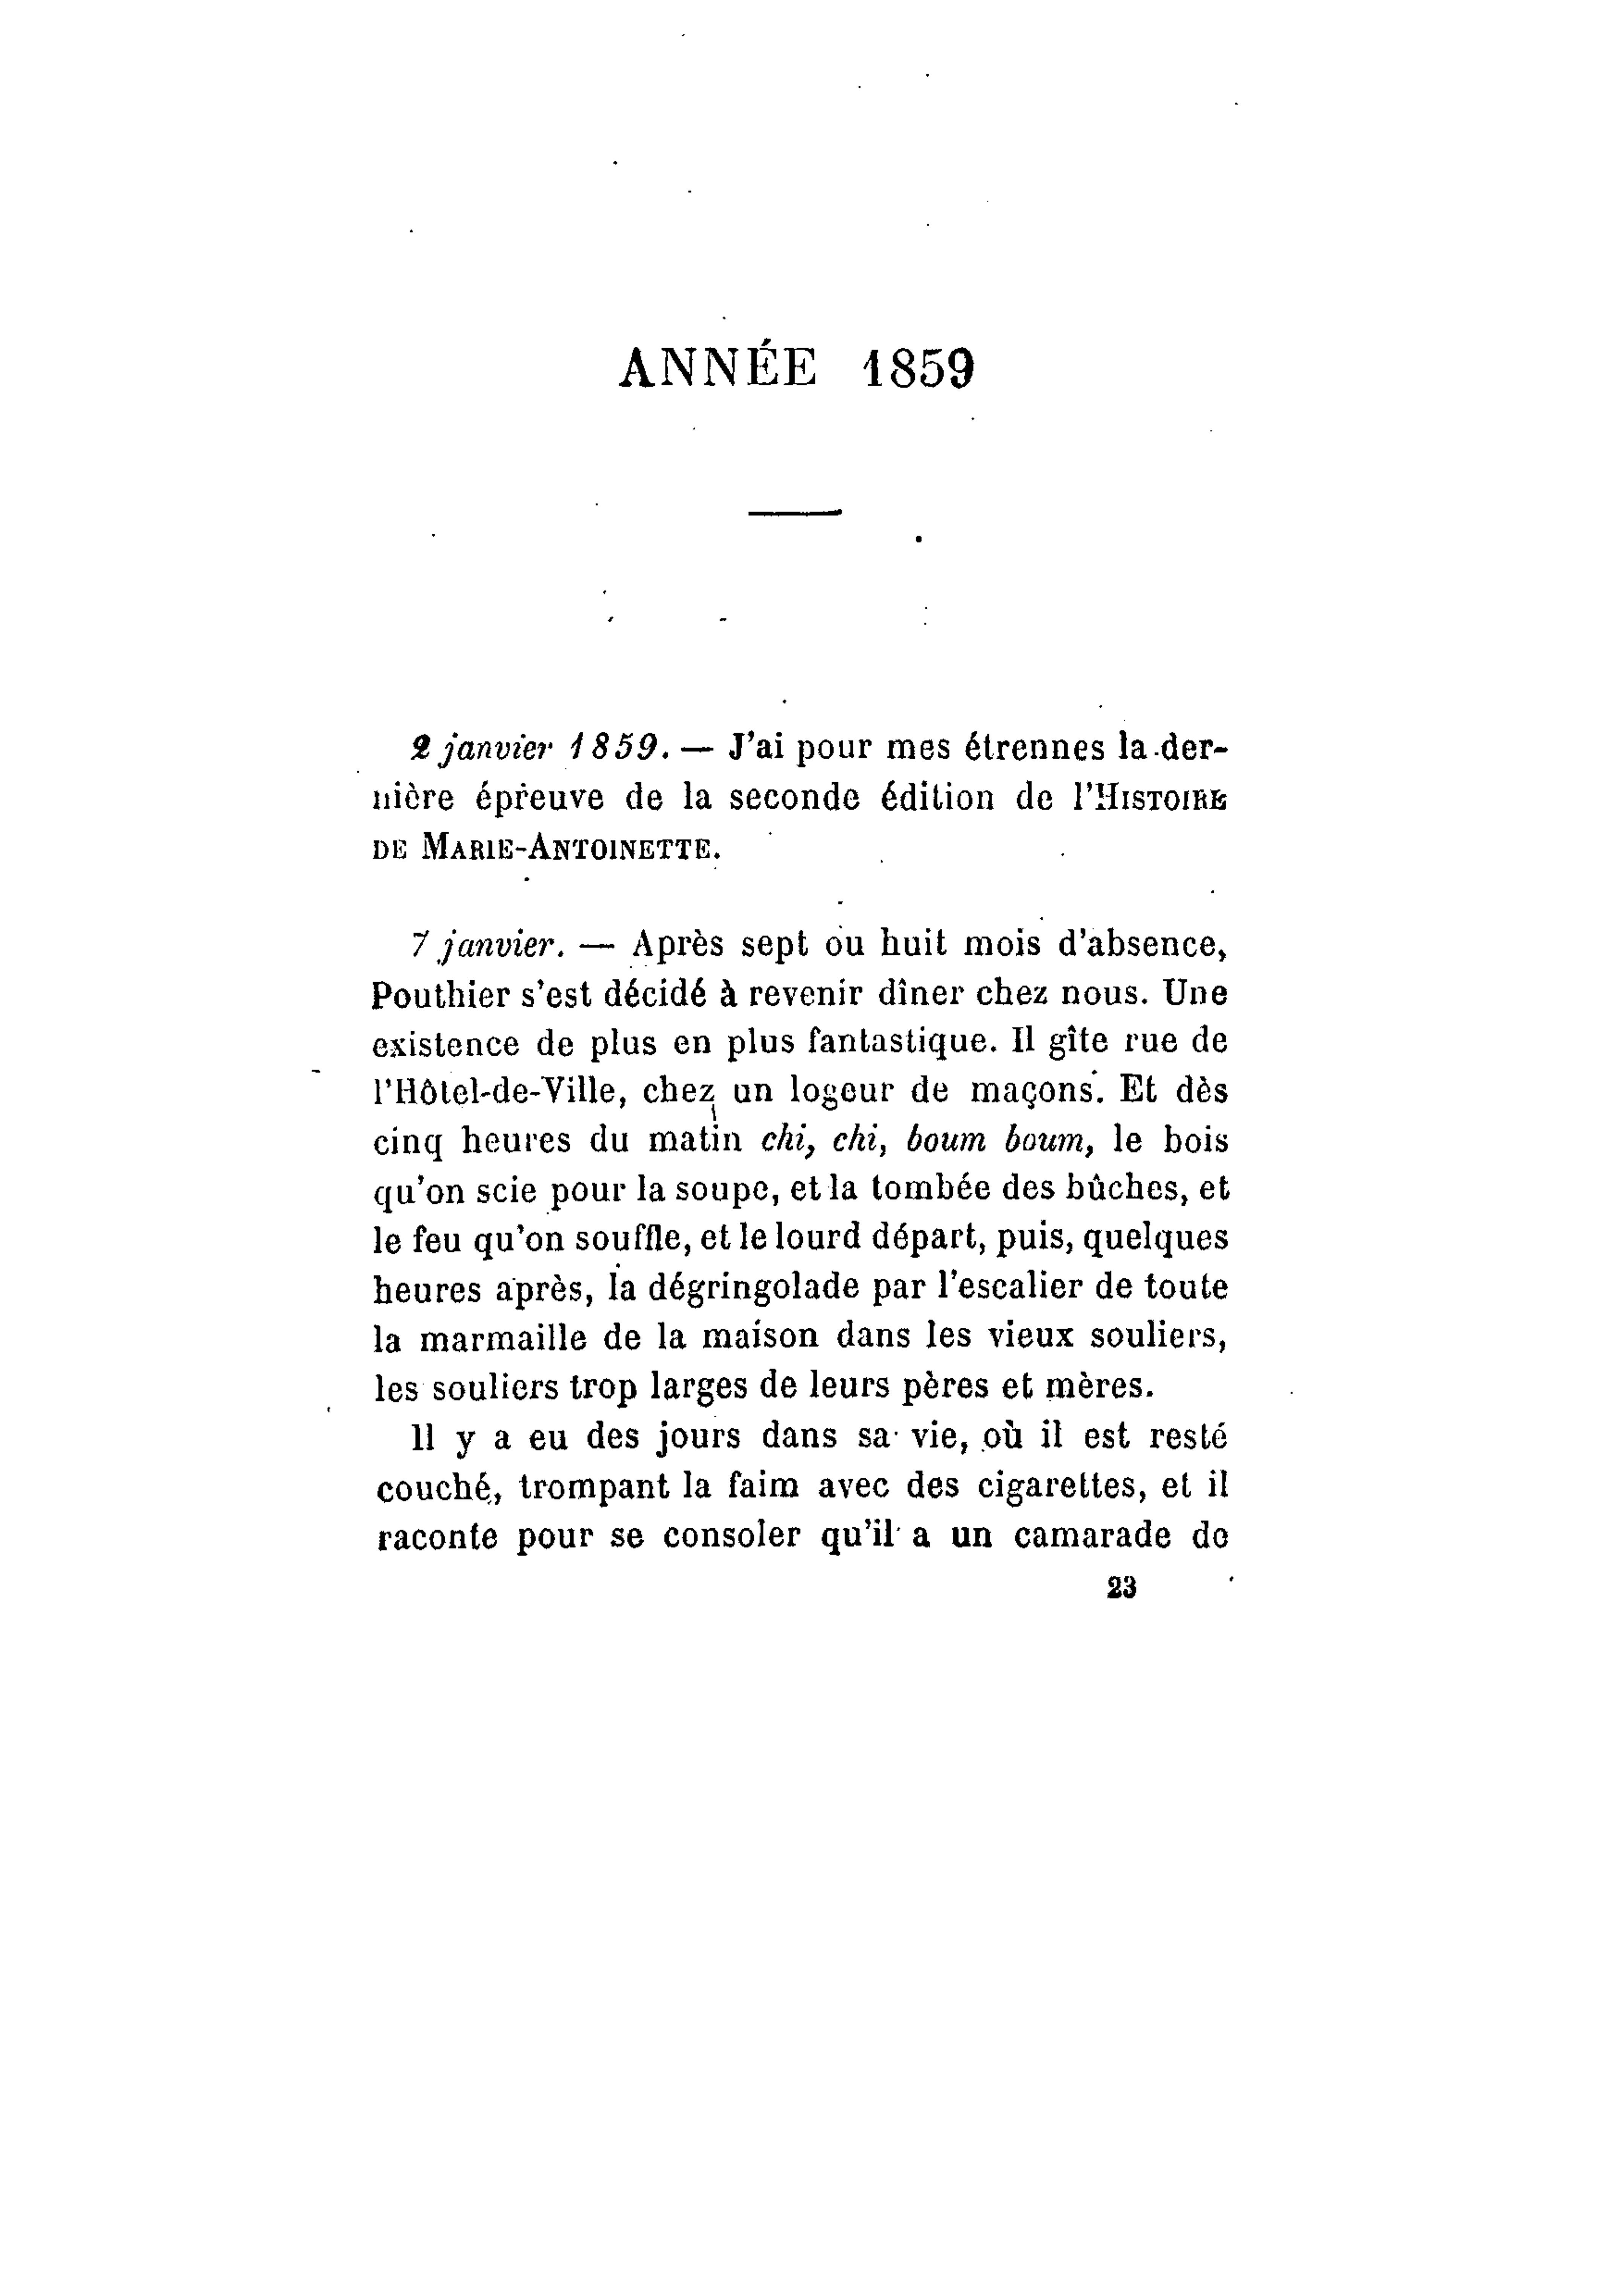 ANNÉE 1859
2 janvier 1859. — J'ai pour mes étrennes la der-
nière épreuve de la seconde édition de l'HISTOIRE
DE MARIE-ANTOINETTE.
7 janvier. — Après sept ou huit mois d'absence,
Pouthier s'est décidé à revenir dîner chez nous. Une
existence de plus en plus fantastique. Il gîte rue de
l'Hôtel-de-Ville, chez un logeur de maçons. Et dès
cinq heures du matin chi, chi, boum boum, le bois
qu'on scie pour la soupe, et la tombée des bûches, et
le feu qu'on souffle, et le lourd départ, puis, quelques
heures après, la dégringolade par l'escalier de toute
la marmaille de la maison dans les vieux souliers,
les souliers trop larges de leurs pères et mères.
Il y a eu des jours dans sa vie, où il est resté
couché, trompant la faim avec des cigarettes, et il
raconte pour se consoler qu'il a un camarade de
23